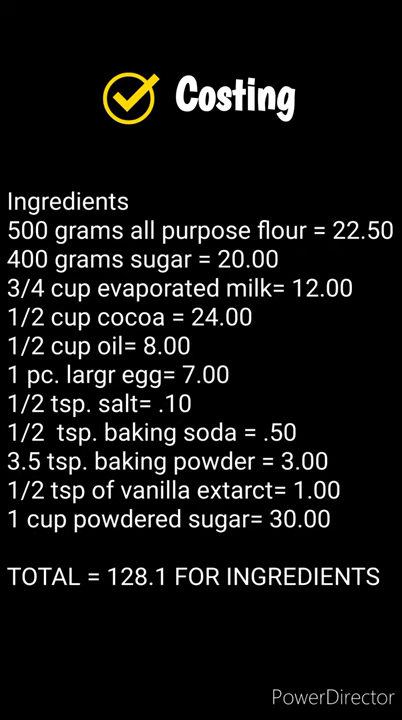 Costing
Ingredients
500 grams all purpose flour = 22.50
400 grams sugar = 20.00
3/4 cup evaporated milk= 12.00
1/2 cup cocoa = 24.00
1/2 cup oil= 8.00
1 pc. largr egg= 7.00
1/2 tsp. salt= .10
1/2  tsp. baking soda = .50
3.5 tsp. baking powder = 3.00
1/2 tsp of vanilla extarct= 1.00
1 cup powdered sugar= 30.00
TOTAL = 128.1 FOR INGREDIENTS
PowerDirector